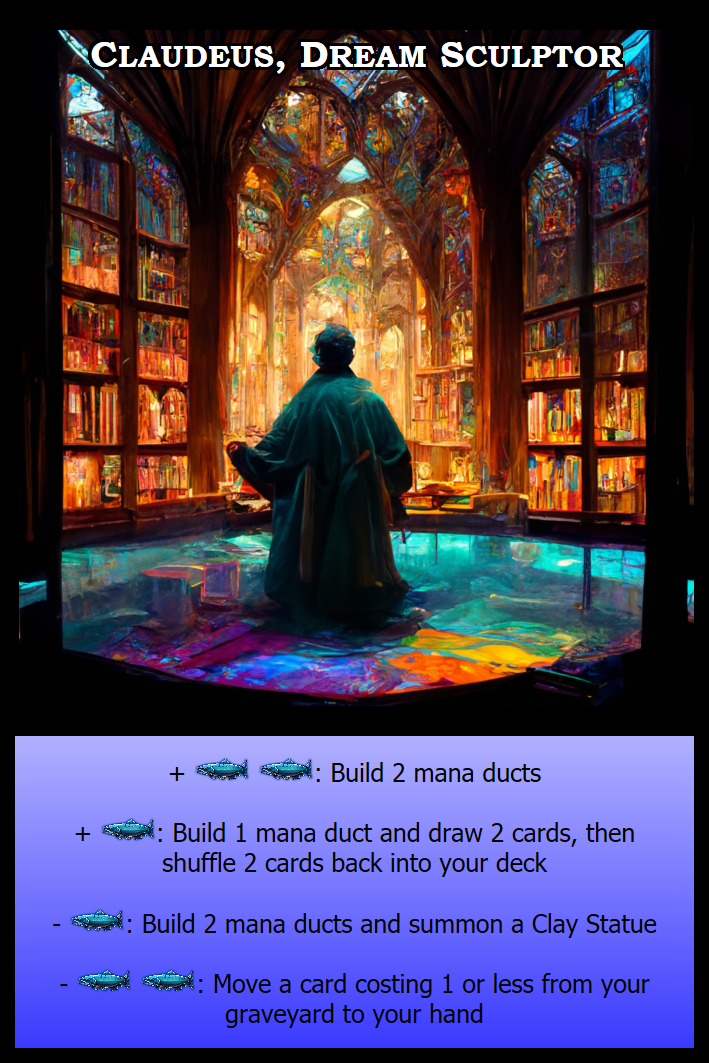 Claudeus, Dream Sculptor
+ : Build 2 mana ducts
+ : Build 1 mana duct and draw 2 cards, then
shuffle 2 cards back into your deck
- : Build 2 mana ducts and summon a Clay Statue
- : Move a card costing 1 or less from your
graveyard to your hand